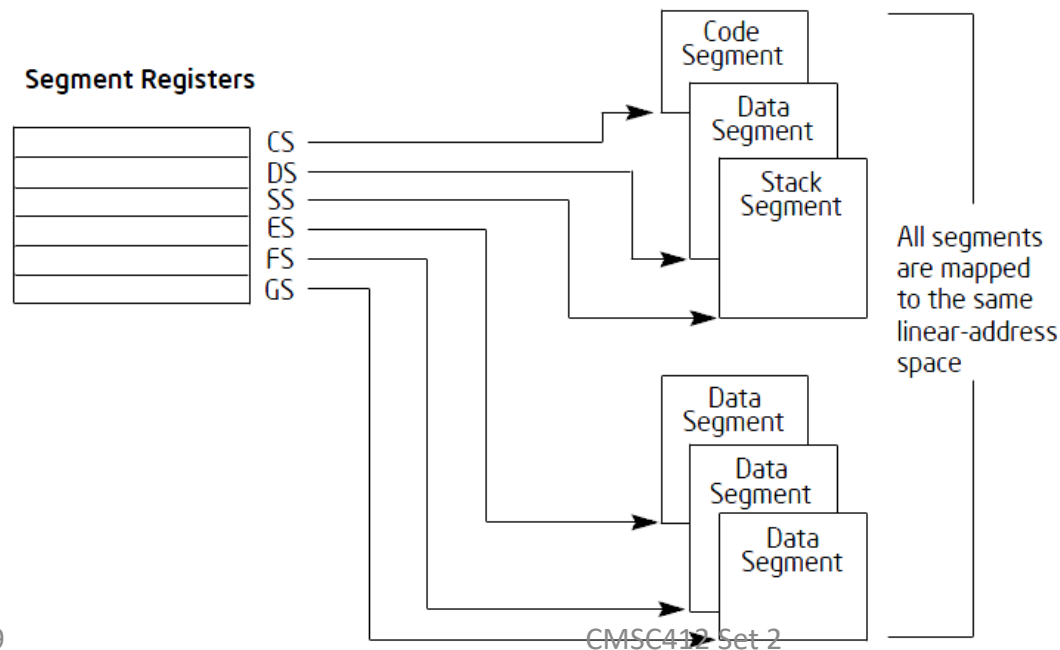 Code
Segment
Segment Registers
Data
Segment
CS
DS
SS
ES
FS
GS
Stack
Segment
All segments
are mapped
to the same
linear-address
space
Data
Segment
Data
Segment
Data
Segment
9
CMSC412 Set 2